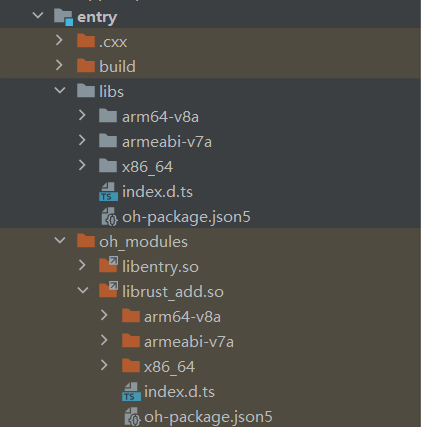 entry
.cxx
build
libs
arm64-v8a
armeabi-v7a
x86_64
index.d.ts
oh-package.json5
oh_modules
libentry.so
librust_add.so
arm64-v8a
armeabi-v7a
x86_64
index.d.ts
oh-package.json5